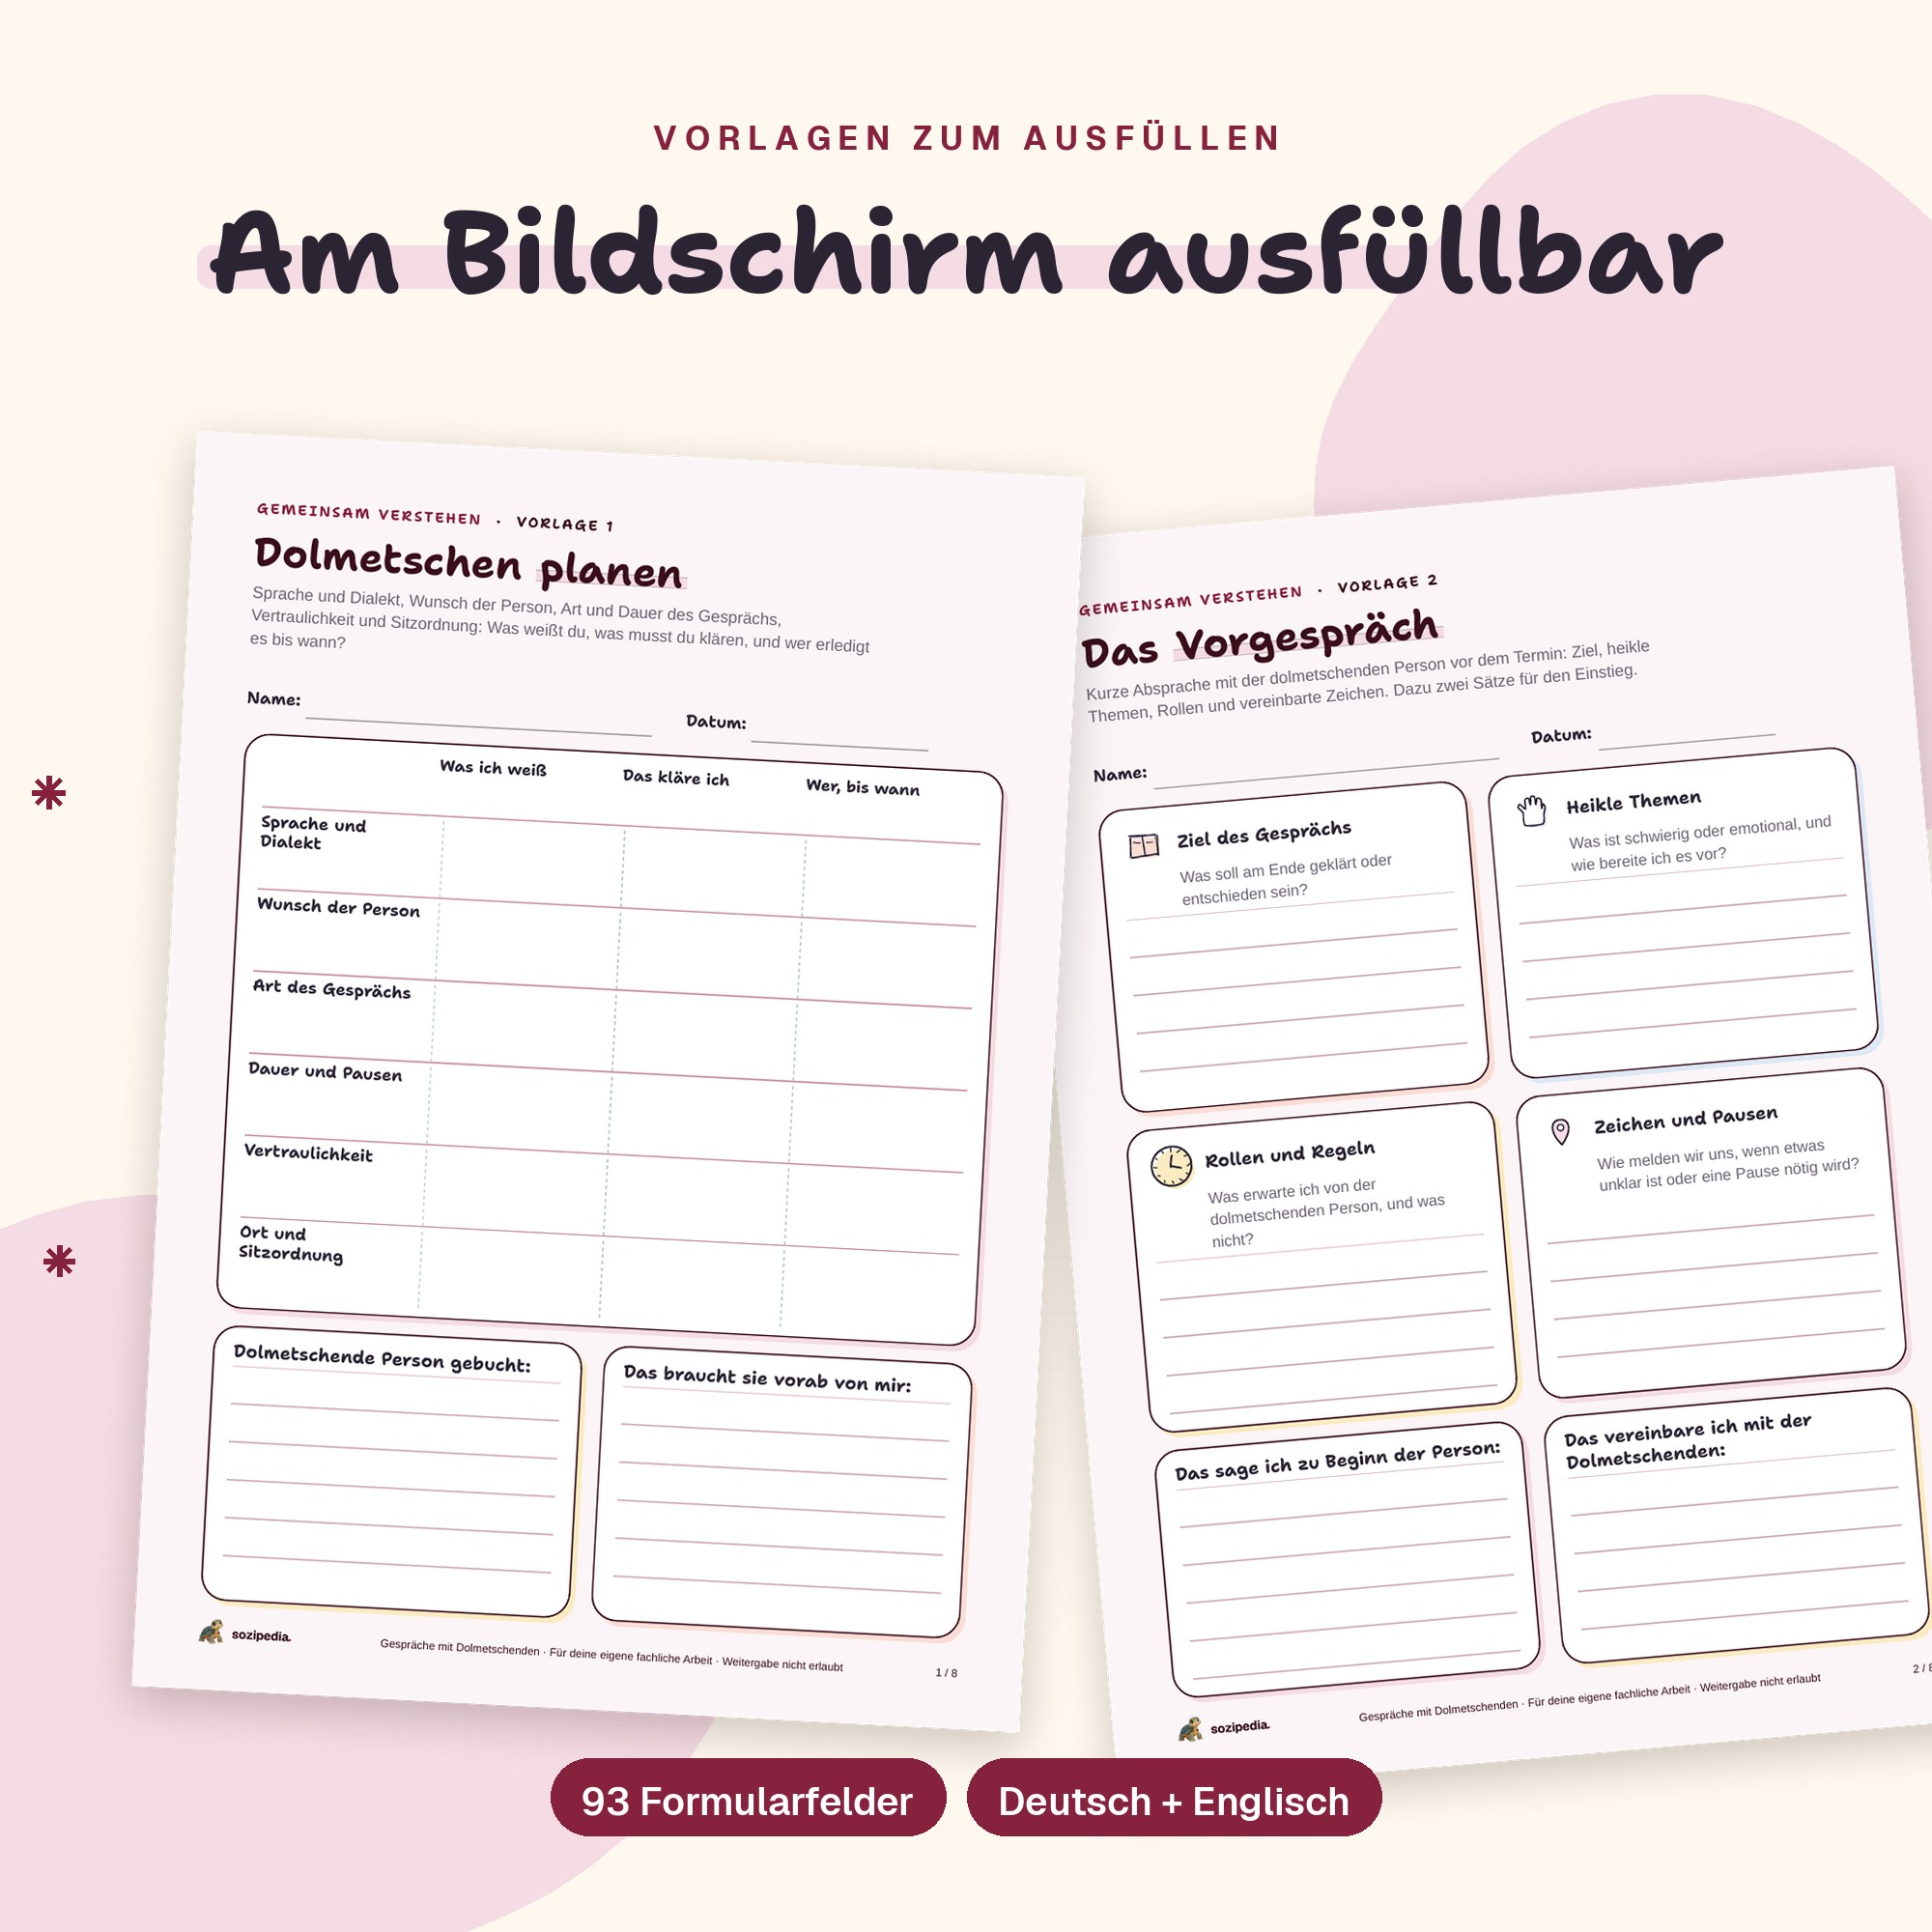 VORLAGEN ZUM AUSFÜLLEN
Am Bildschirm ausfüllbar
GEMEINSAM VERSTEHEN · VORLAGE 1
Dolmetschen planen
Sprache und Dialekt, Wunsch der Person, Art und Dauer des Gesprächs,
Vertraulichkeit und Sitzordnung: Was weißt du, was musst du klären, und wer erledigt
es bis wann?
Name:
Datum:
Was ich weiß
Das kläre ich
Wer, bis wann
Sprache und
Dialekt
Wunsch der Person
Art des Gesprächs
Dauer und Pausen
Vertraulichkeit
Ort und
Sitzordnung
Dolmetschende Person gebucht:
Das braucht sie vorab von mir:
sozipedia.
Gespräche mit Dolmetschenden · Für deine eigene fachliche Arbeit · Weitergabe nicht erlaubt
1 / 8
GEMEINSAM VERSTEHEN · VORLAGE 2
Das Vorgespräch
Kurze Absprache mit der dolmetschenden Person vor dem Termin: Ziel, heikle
Themen, Rollen und vereinbarte Zeichen. Dazu zwei Sätze für den Einstieg.
Name:
Datum:
Ziel des Gesprächs
Was soll am Ende geklärt oder
entschieden sein?
Heikle Themen
Was ist schwierig oder emotional, und
wie bereite ich es vor?
Rollen und Regeln
Was erwarte ich von der
dolmetschenden Person, und was
nicht?
Zeichen und Pausen
Wie melden wir uns, wenn etwas
unklar ist oder eine Pause nötig wird?
Das sage ich zu Beginn der Person:
Das vereinbare ich mit der
Dolmetschenden:
sozipedia.
Gespräche mit Dolmetschenden · Für deine eigene fachliche Arbeit · Weitergabe nicht erlaubt
2 / 8
93 Formularfelder
Deutsch + Englisch